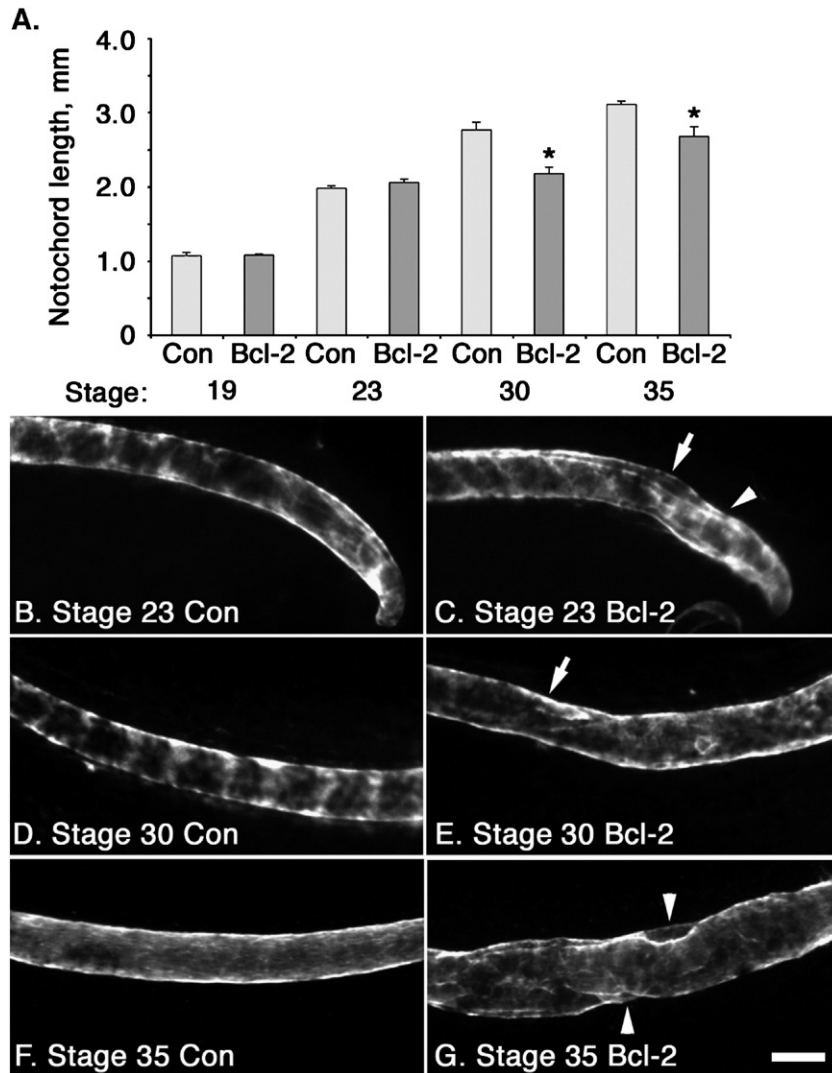 A.
Notochord length, mm
4.0
3.0
2.0
1.0
0
* *
Con Bcl-2 Con Bcl-2 Con Bcl-2 Con Bcl-2
Stage: 19 23 30 35
B. Stage 23 Con
C. Stage 23 Bcl-2
D. Stage 30 Con
E. Stage 30 Bcl-2
F. Stage 35 Con
G. Stage 35 Bcl-2